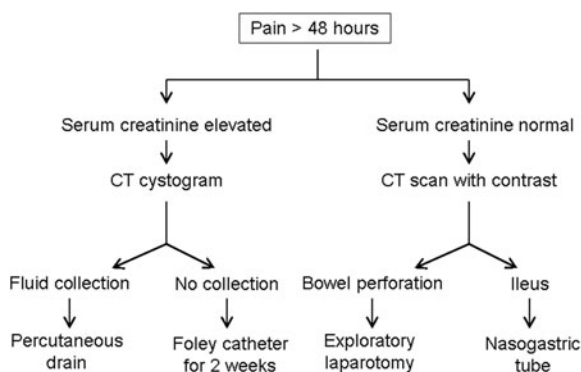 Pain > 48 hours
Serum creatinine elevated
Serum creatinine normal
CT cystogram
CT scan with contrast
Fluid collection
No collection
Bowel perforation
Ileus
Percutaneous
drain
Foley catheter
for 2 weeks
Exploratory
laparotomy
Nasogastric
tube